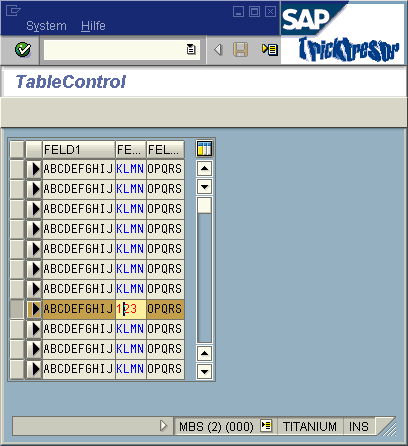 System Hilfe
SAP
Tricktresor
TableControl
FELD1 FE... FEL...
ABCDEFGHIJ KLMN OPQRS
ABCDEFGHIJ KLMN OPQRS
ABCDEFGHIJ KLMN OPQRS
ABCDEFGHIJ KLMN OPQRS
ABCDEFGHIJ KLMN OPQRS
ABCDEFGHIJ KLMN OPQRS
ABCDEFGHIJ KLMN OPQRS
ABCDEFGHIJ 123 OPQRS
ABCDEFGHIJ KLMN OPQRS
ABCDEFGHIJ KLMN OPQRS
ABCDEFGHIJ KLMN OPQRS
MBS (2) (000) TITANIUM INS